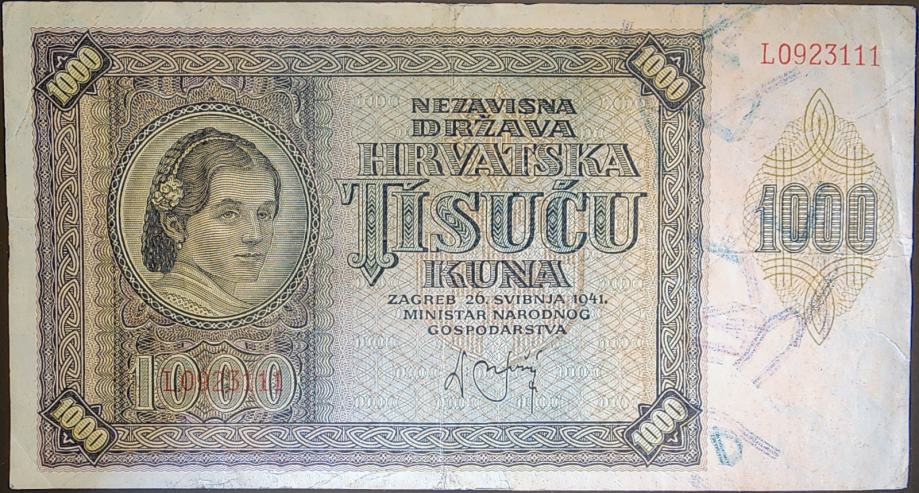 1000
1000
L0923111
NEZAVISNA
DRŽAVA
HRVATSKA
TISUĆU
KUNA
1000
ZAGREB 26. SVIBNJA 1941.
MINISTAR NARODNOG
GOSPODARSTVA
1000
L0923111
1000
1000